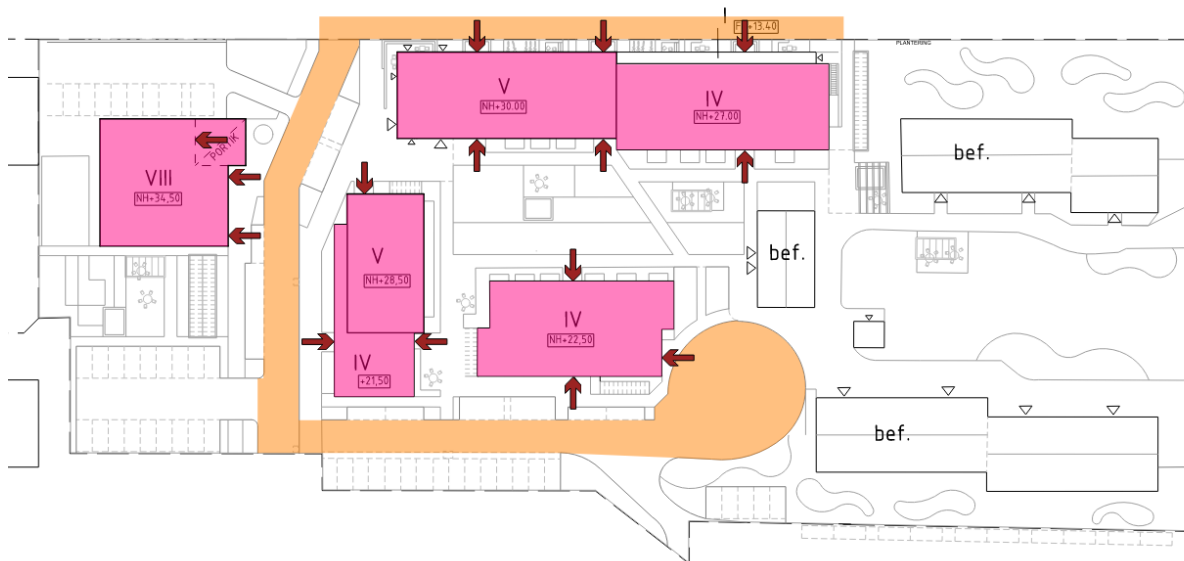 +13.40
PLANTERING
V
NH+30.00
IV
NH+27,00
PORTIK
VIII
NH+34,50
bef.
V
NH+28,50
bef.
IV
NH+22,50
IV
+21,50
bef.